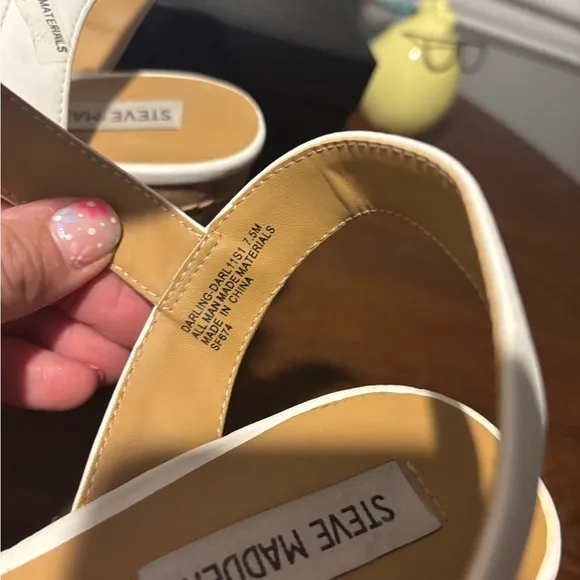 MATERIALS
STEVE MA
DARLING-DARL11S1 7.5M
ALL MAN MADE MATERIALS
MADE IN CHINA
SF674
STEVE MADDEN